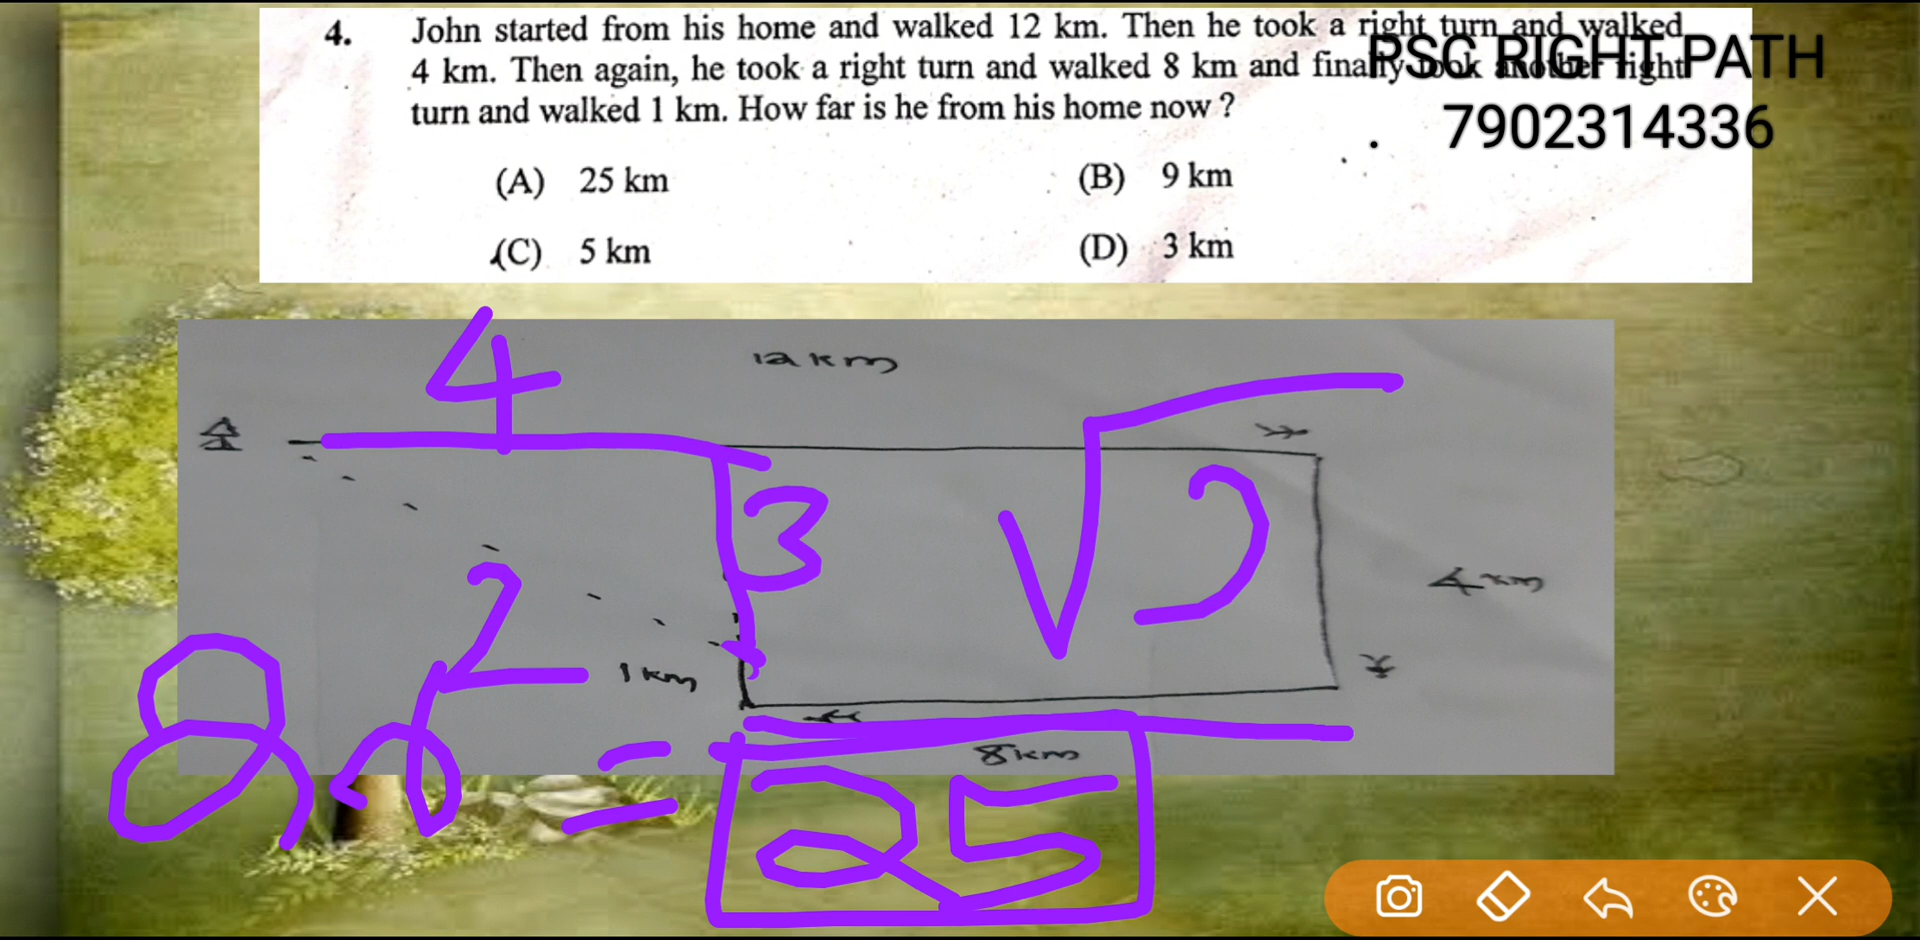 4. John started from his home and walked 12 km. Then he took a right turn and walked
4 km. Then again, he took a right turn and walked 8 km and finally took another right
turn and walked 1 km. How far is he from his home now ?
PSC RIGHT PATH
7902314336
(A) 25 km (B) 9 km
(C) 5 km (D) 3 km
4
12 km
3
4 km
2
1 km
8 km
=
25